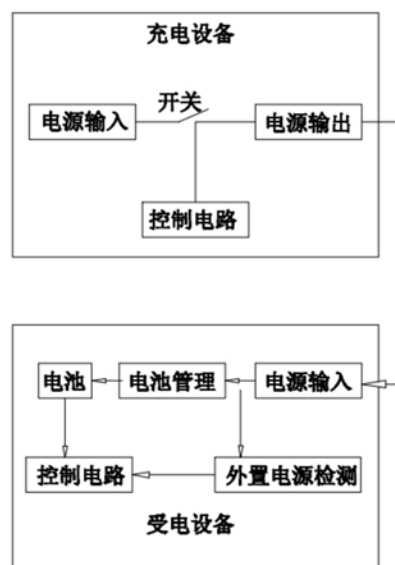 充电设备
开关
电源输入
电源输出
控制电路
电池
电池管理
电源输入
控制电路
外置电源检测
受电设备